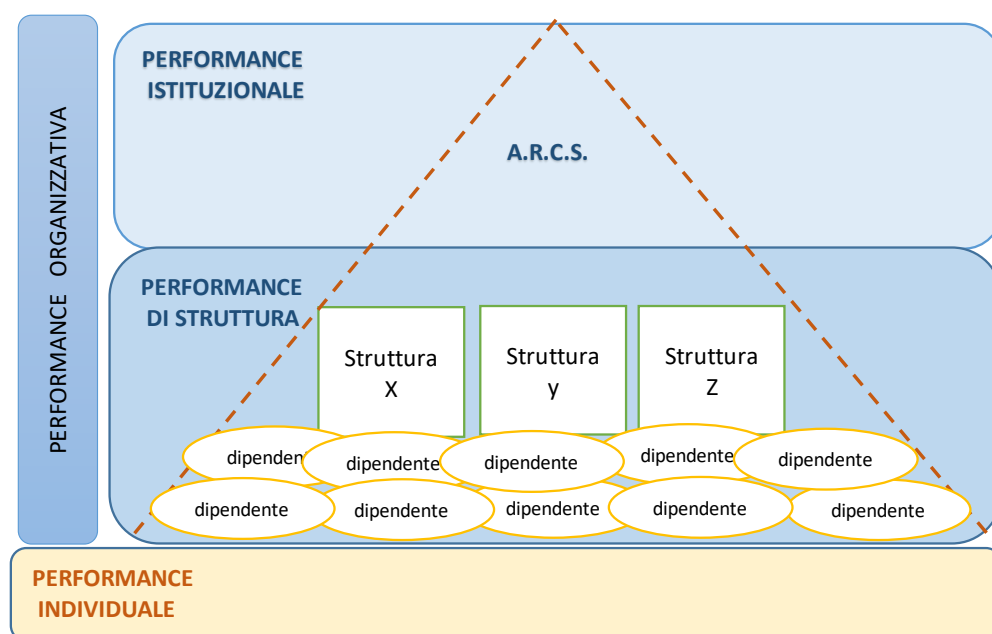 PERFORMANCE ORGANIZZATIVA
PERFORMANCE
ISTITUZIONALE
A.R.C.S.
PERFORMANCE
DI STRUTTURA
Struttura
X
Struttura
y
Struttura
Z
dipendent
dipendente
dipendente
dipendente
dipendente
dipendente
dipendente
dipendente
dipendente
dipendente
PERFORMANCE
INDIVIDUALE